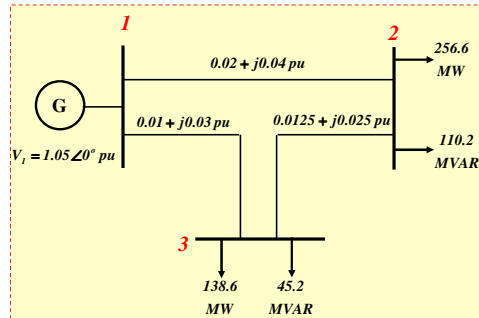 1
2
256.6
MW
0.02 + j0.04 pu
G
0.01 + j0.03 pu
0.0125 + j0.025 pu
V1 = 1.05∠0° pu
110.2
MVAR
3
138.6
MW
45.2
MVAR